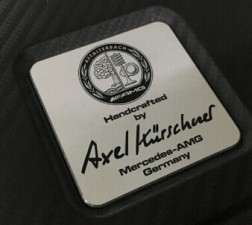 AFFALTERBACH
AMG
Handcrafted
by
Axel Kürschner
Mercedes-AMG
Germany